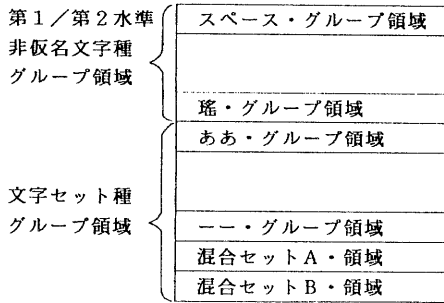 第１／第２水準
非仮名文字種
グループ領域
スペース・グループ領域
瑤・グループ領域
文字セット種
グループ領域
ああ・グループ領域
ーー・グループ領域
混合セットＡ・領域
混合セットＢ・領域